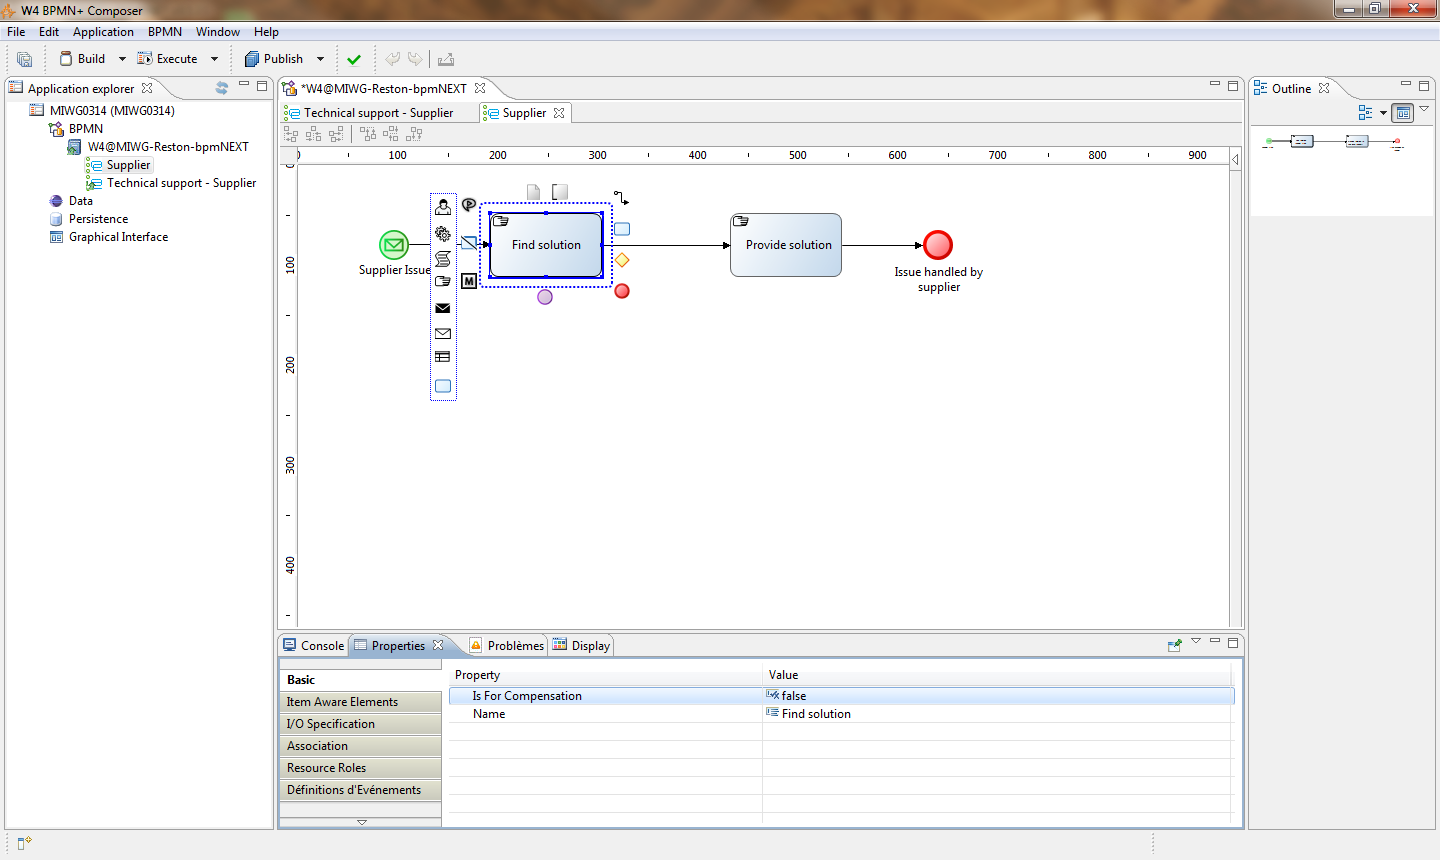 W4 BPMN+ Composer
File Edit Application BPMN Window Help
Build Execute Publish
Application explorer
MIWG0314 (MIWG0314)
BPMN
W4@MIWG-Reston-bpmNEXT
Supplier
Technical support - Supplier
Data
Persistence
Graphical Interface
*W4@MIWG-Reston-bpmNEXT
Technical support - Supplier Supplier
0 100 200 300 400 500 600 700 800 900
0
100
200
300
400
Supplier Issue
Find solution
M
Provide solution
Issue handled by
supplier
Outline
Console Properties Problèmes Display
Basic
Item Aware Elements
I/O Specification
Association
Resource Roles
Définitions d'Evénements
Property Value
Is For Compensation false
Name Find solution